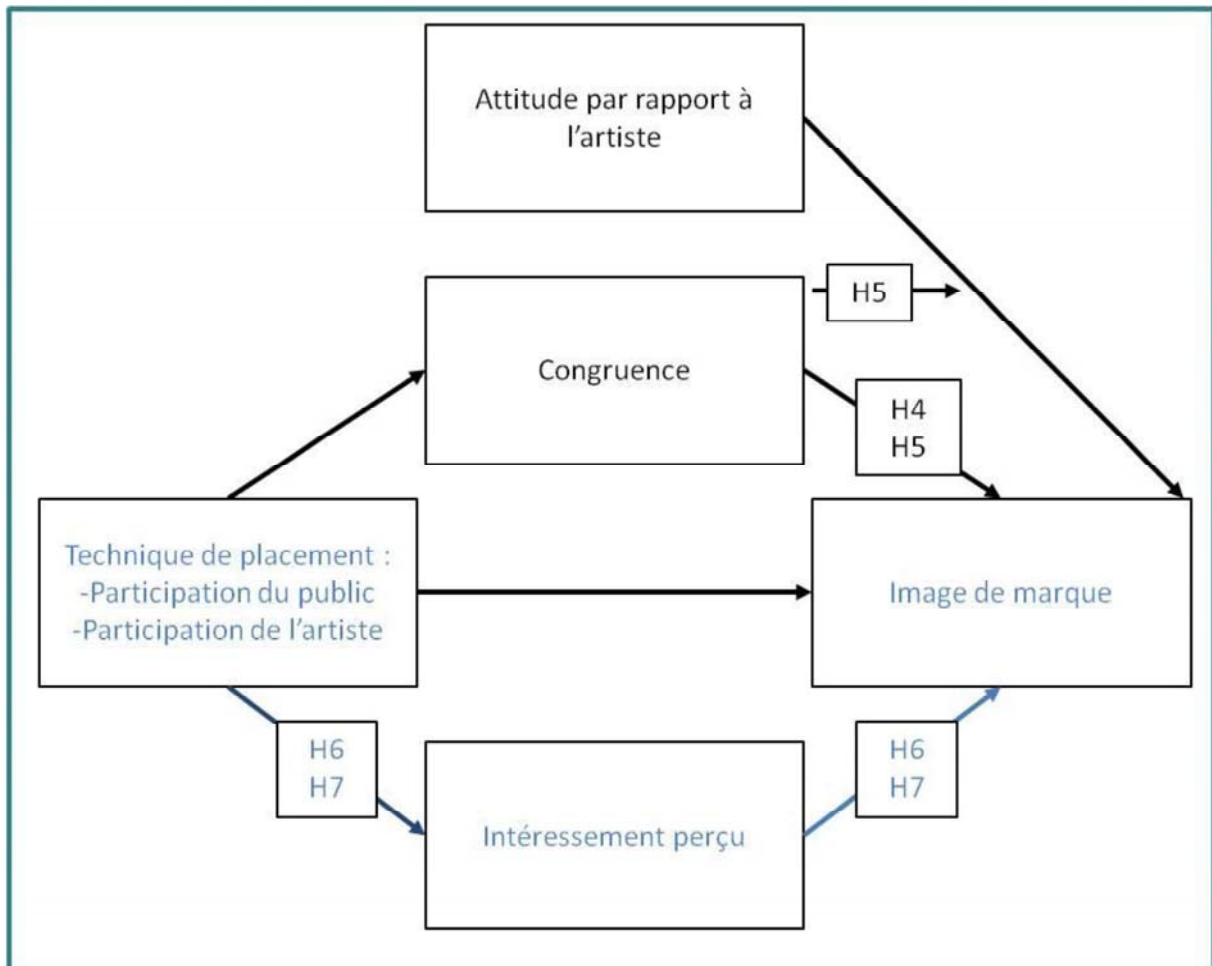 Attitude par rapport à
l'artiste
H5
Congruence
H4
H5
Technique de placement :
-Participation du public
-Participation de l'artiste
Image de marque
H6
H7
H6
H7
Intéressement perçu